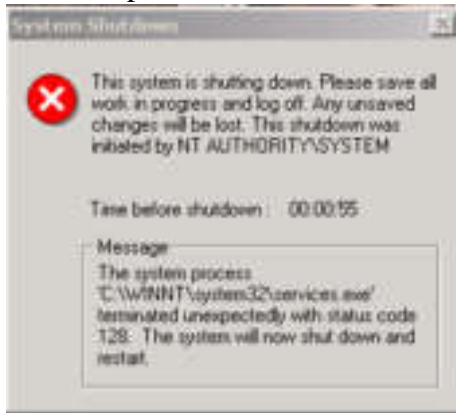 System Shutdown
This system is shutting down. Please save all
work in progress and log off. Any unsaved
changes will be lost. This shutdown was
initiated by NT AUTHORITY\SYSTEM
Time before shutdown : 00:00:55
Message
The system process
'C:\WINNT\system32\services.exe'
terminated unexpectedly with status code
128. The system will now shut down and
restart.